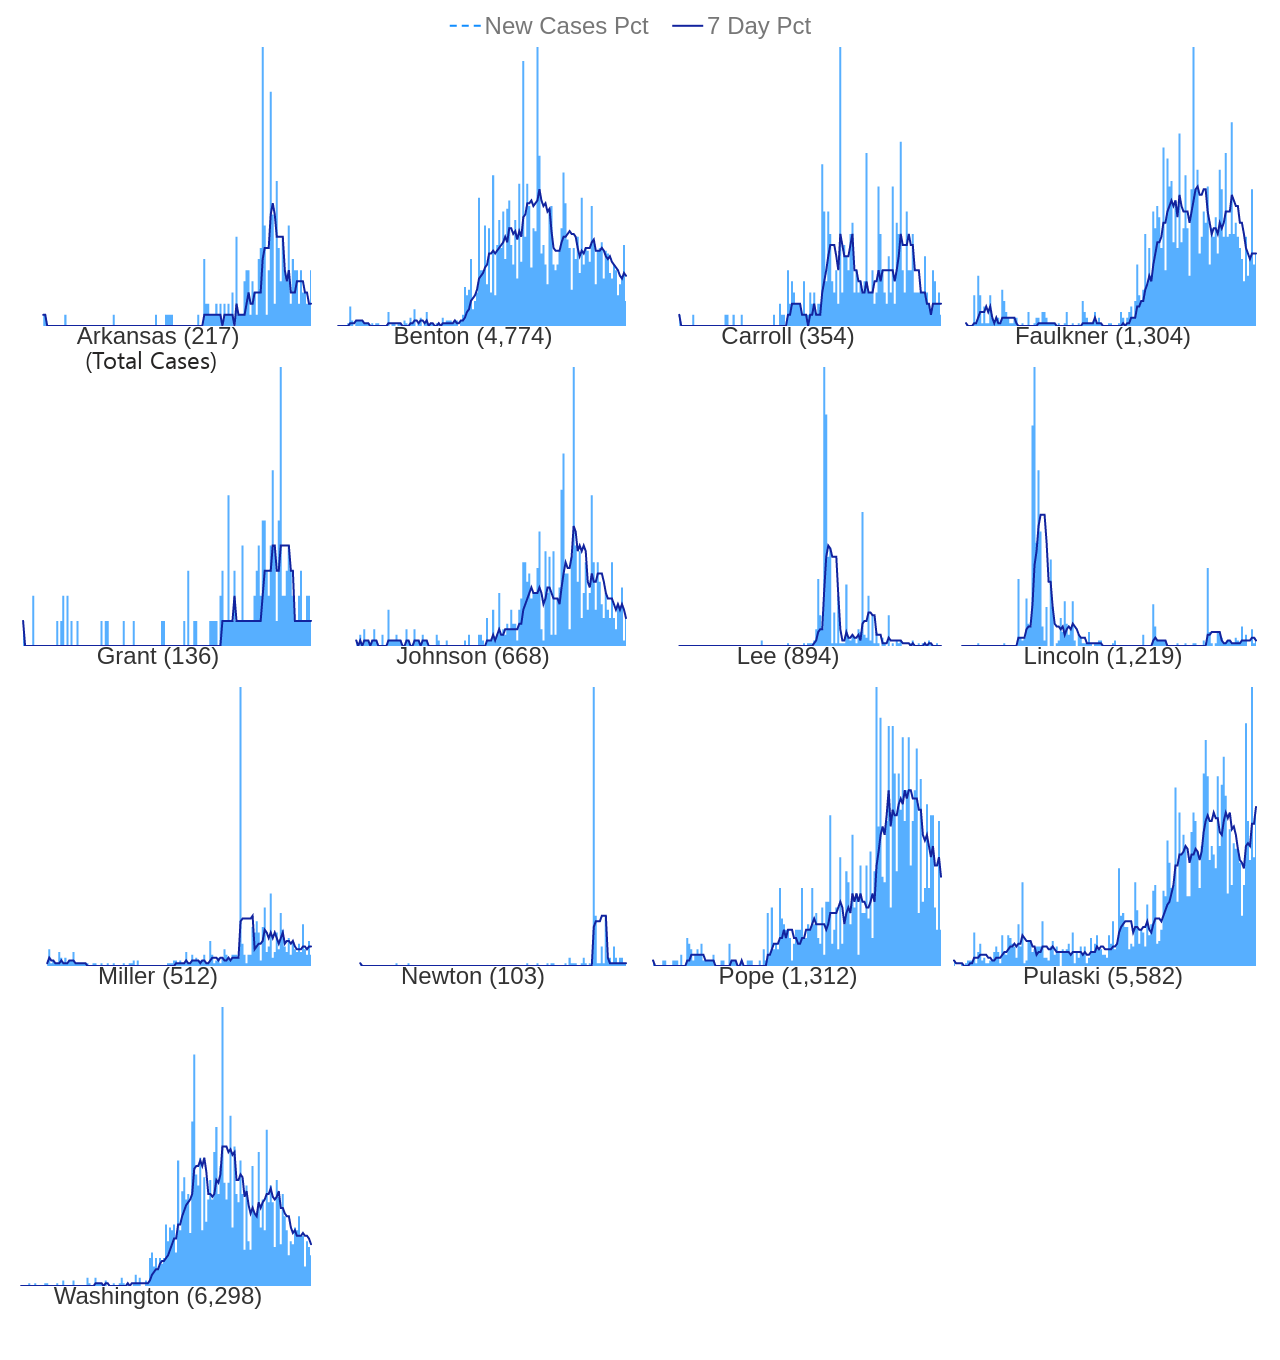 New Cases Pct 7 Day Pct
Arkansas (217) Benton (4,774) Carroll (354) Faulkner (1,304)
(Total Cases)
Grant (136) Johnson (668) Lee (894) Lincoln (1,219)
Miller (512) Newton (103) Pope (1,312) Pulaski (5,582)
Washington (6,298)